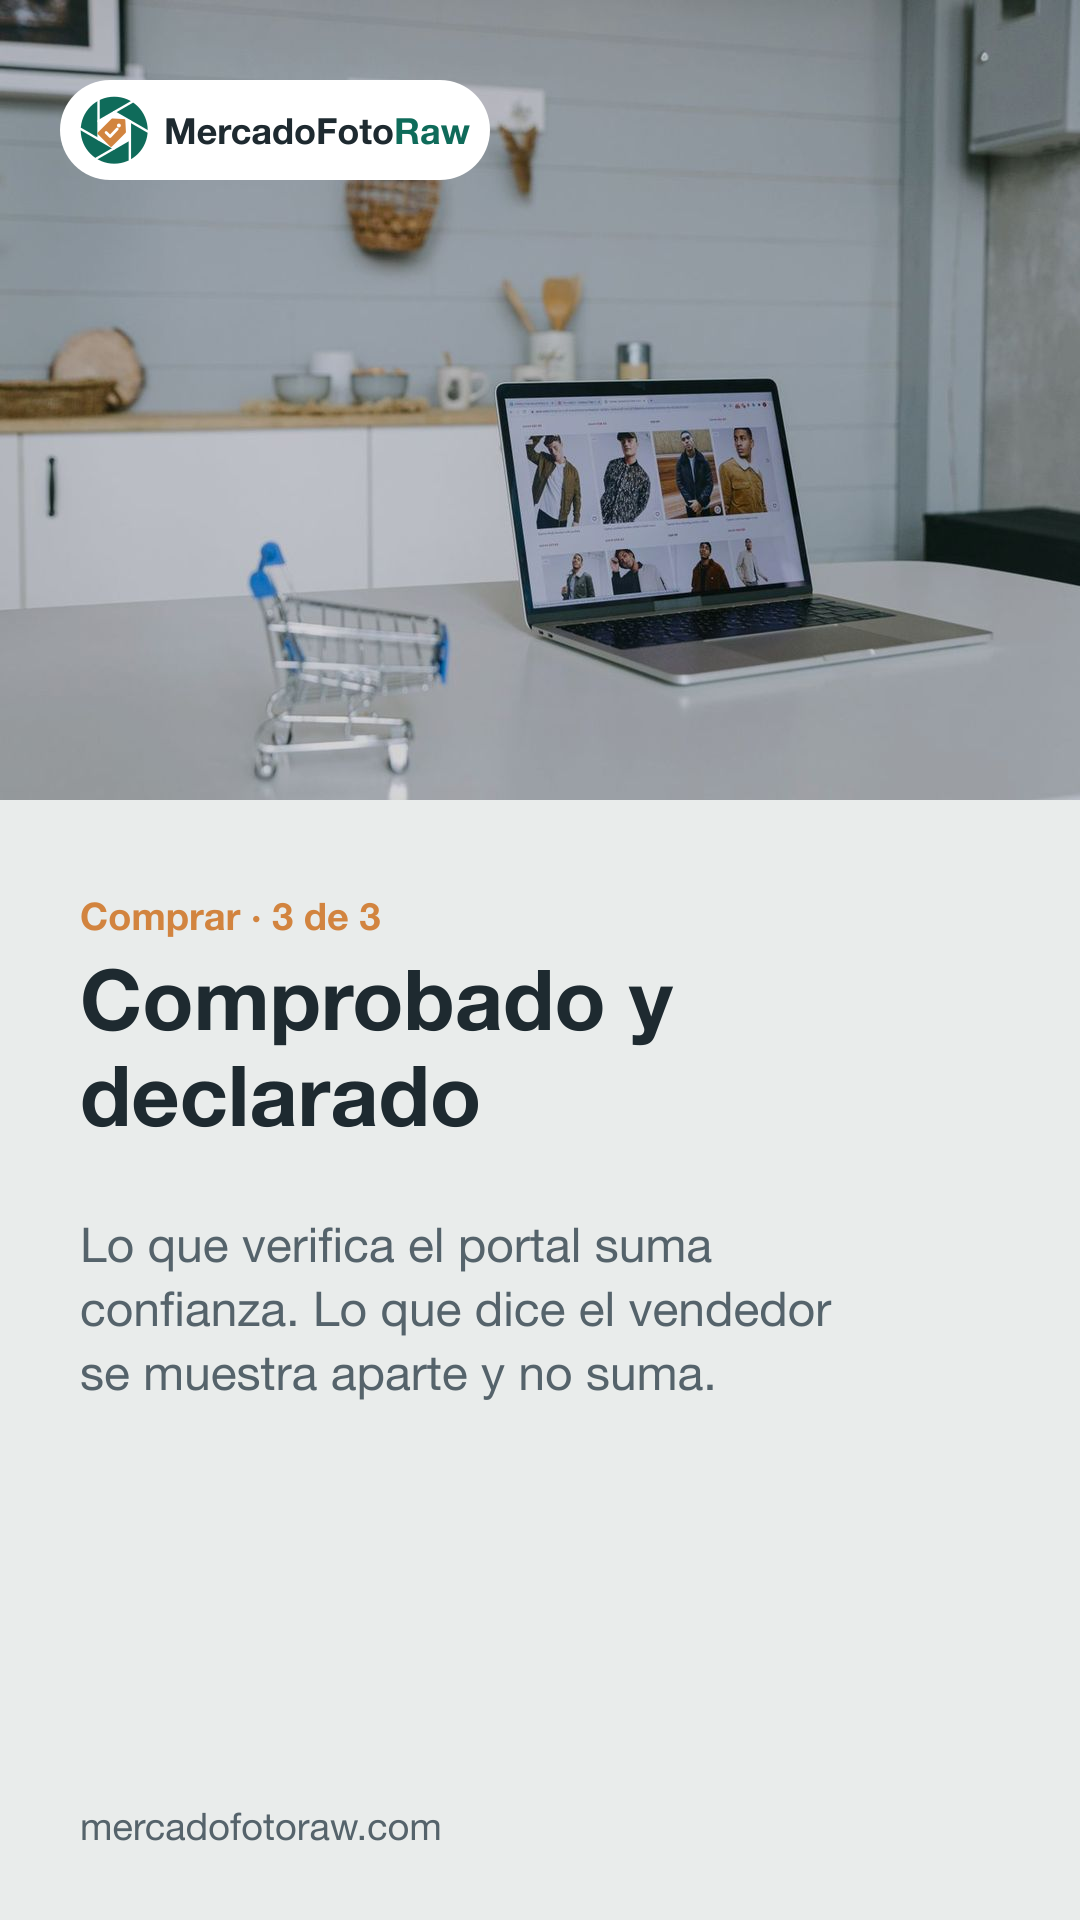 MercadoFotoRaw
Comprar · 3 de 3
Comprobado y
declarado
Lo que verifica el portal suma
confianza. Lo que dice el vendedor
se muestra aparte y no suma.
mercadofotoraw.com